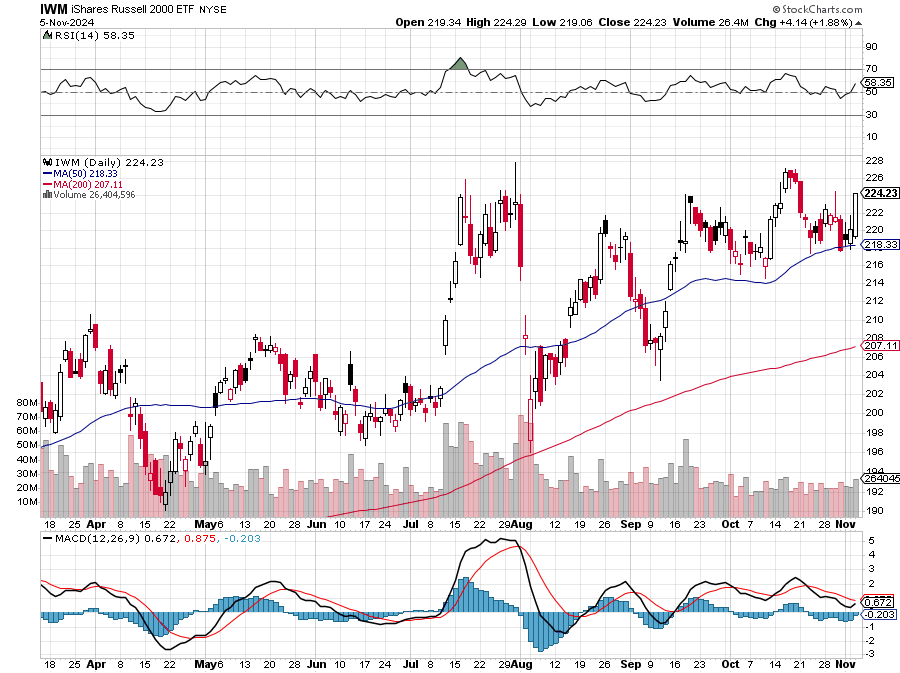 IWM iShares Russell 2000 ETF NYSE © StockCharts.com
5-Nov-2024 Open 219.34 High 224.29 Low 219.06 Close 224.23 Volume 26.4M Chg +4.14 (+1.88%)
RSI(14) 58.35
90
70
58.35
50
30
10
IWM (Daily) 224.23
MA(50) 218.33
MA(200) 207.11
Volume 26,404,596
228
226
224.23
222
220
218.33
216
214
212
210
207.11
206
204
202
200
198
196
194
192
190
80M
70M
60M
50M
40M
30M
20M
10M
264045
18 25 Apr 8 15 22 May 6 13 20 28 Jun 10 17 24 Jul 8 15 22 29 Aug 12 19 26 Sep 9 16 23 Oct 7 14 21 28 Nov
MACD(12,26,9) 0.672, 0.875, -0.203
5
4
3
2
0.672
-0.203
-1
-2
-3
18 25 Apr 8 15 22 May 6 13 20 28 Jun 10 17 24 Jul 8 15 22 29 Aug 12 19 26 Sep 9 16 23 Oct 7 14 21 28 Nov